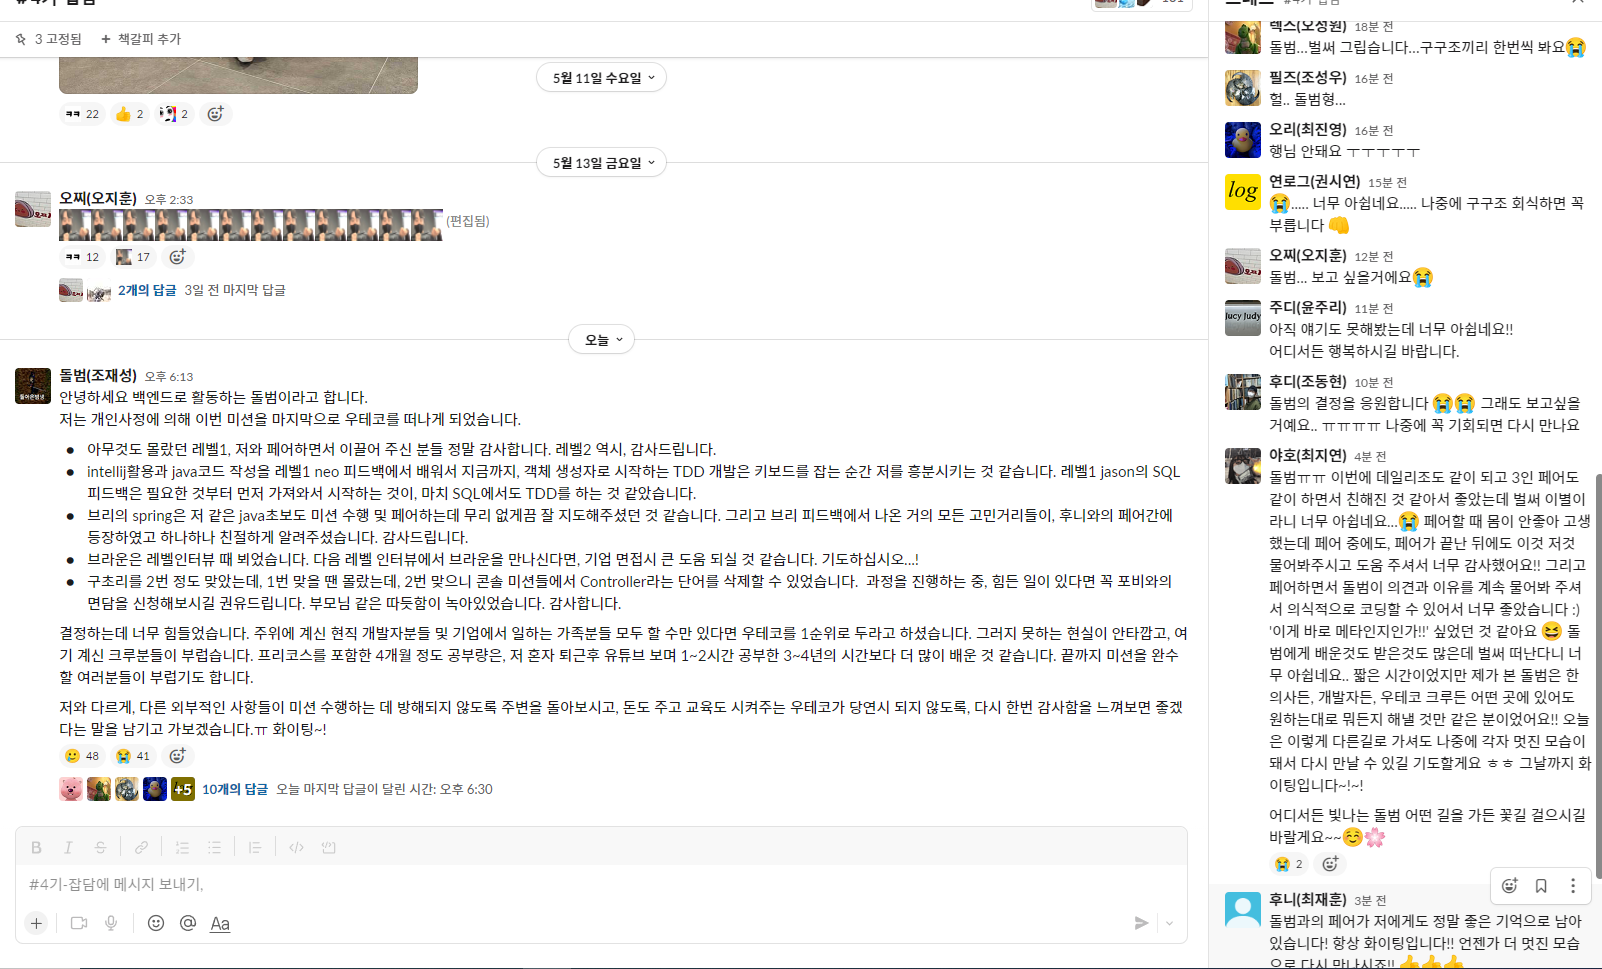 #4기-잡담
3 고정됨
+ 책갈피 추가
5월 11일 수요일
ㅋㅋ 22
2
2
5월 13일 금요일
오찌(오지훈) 오후 2:33
(편집됨)
ㅋㅋ 12
17
2개의 답글 3일 전 마지막 답글
오늘
돌범(조재성) 오후 6:13
안녕하세요 백엔드로 활동하는 돌범이라고 합니다.
저는 개인사정에 의해 이번 미션을 마지막으로 우테코를 떠나게 되었습니다.
● 아무것도 몰랐던 레벨1, 저와 페어하면서 이끌어 주신 분들 정말 감사합니다. 레벨2 역시, 감사드립니다.
● intellij활용과 java코드 작성을 레벨1 neo 피드백에서 배워서 지금까지, 객체 생성자로 시작하는 TDD 개발은 키보드를 잡는 순간 저를 흥분시키는 것 같습니다. 레벨1 jason의 SQL
피드백은 필요한 것부터 먼저 가져와서 시작하는 것이, 마치 SQL에서도 TDD를 하는 것 같았습니다.
● 브리의 spring은 저 같은 java초보도 미션 수행 및 페어하는데 무리 없게끔 잘 지도해주셨던 것 같습니다. 그리고 브리 피드백에서 나온 거의 모든 고민거리들이, 후니와의 페어간에
등장하였고 하나하나 친절하게 알려주셨습니다. 감사드립니다.
● 브라운은 레벨인터뷰 때 뵈었습니다. 다음 레벨 인터뷰에서 브라운을 만나신다면, 기업 면접시 큰 도움 되실 것 같습니다. 기도하십시오...!
● 구초리를 2번 정도 맞았는데, 1번 맞을 땐 몰랐는데, 2번 맞으니 콘솔 미션들에서 Controller라는 단어를 삭제할 수 있었습니다. 과정을 진행하는 중, 힘든 일이 있다면 꼭 포비와의
면담을 신청해보시길 권유드립니다. 부모님 같은 따듯함이 녹아있었습니다. 감사합니다.
결정하는데 너무 힘들었습니다. 주위에 계신 현직 개발자분들 및 기업에서 일하는 가족분들 모두 할 수만 있다면 우테코를 1순위로 두라고 하셨습니다. 그러지 못하는 현실이 안타깝고, 여
기 계신 크루분들이 부럽습니다. 프리코스를 포함한 4개월 정도 공부량은, 저 혼자 퇴근후 유튜브 보며 1~2시간 공부한 3~4년의 시간보다 더 많이 배운 것 같습니다. 끝까지 미션을 완수
할 여러분들이 부럽기도 합니다.
저와 다르게, 다른 외부적인 사항들이 미션 수행하는 데 방해되지 않도록 주변을 돌아보시고, 돈도 주고 교육도 시켜주는 우테코가 당연시 되지 않도록, 다시 한번 감사함을 느껴보면 좋겠
다는 말을 남기고 가보겠습니다.ㅠ 화이팅~!
48
41
+5 10개의 답글 오늘 마지막 답글이 달린 시간: 오후 6:30
#4기-잡담에 메시지 보내기,
Aa
렉스(오정원) 18분 전
돌범...벌써 그립습니다...구구조끼리 한번씩 봐요😭
필즈(조성우) 16분 전
헐.. 돌범형...
오리(최진영) 16분 전
행님 안돼요 ㅜㅜㅜㅜㅜ
log
연로그(권시연) 15분 전
😭..... 너무 아쉽네요..... 나중에 구구조 회식하면 꼭
부릅니다 👊
오찌(오지훈) 12분 전
돌범... 보고 싶을거에요😭
Jucy Judy
주디(윤주리) 11분 전
아직 얘기도 못해봤는데 너무 아쉽네요!!
어디서든 행복하시길 바랍니다.
후디(조동현) 10분 전
돌범의 결정을 응원합니다 😭😭 그래도 보고싶을
거예요.. ㅠㅠㅠㅠ 나중에 꼭 기회되면 다시 만나요
야호(최지연) 4분 전
돌범ㅠㅠ 이번에 데일리조도 같이 되고 3인 페어도
같이 하면서 친해진 것 같아서 좋았는데 벌써 이별이
라니 너무 아쉽네요...😭 페어할 때 몸이 안좋아 고생
했는데 페어 중에도, 페어가 끝난 뒤에도 이것 저것
물어봐주시고 도움 주셔서 너무 감사했어요!! 그리고
페어하면서 돌범이 의견과 이유를 계속 물어봐 주셔
서 의식적으로 코딩할 수 있어서 너무 좋았습니다 :)
'이게 바로 메타인지인가!!' 싶었던 것 같아요 😆 돌
범에게 배운것도 받은것도 많은데 벌써 떠난다니 너
무 아쉽네요.. 짧은 시간이었지만 제가 본 돌범은 한
의사든, 개발자든, 우테코 크루든 어떤 곳에 있어도
원하는대로 뭐든지 해낼 것만 같은 분이었어요!! 오늘
은 이렇게 다른길로 가셔도 나중에 각자 멋진 모습이
돼서 다시 만날 수 있길 기도할게요 ㅎㅎ 그날까지 화
이팅입니다~!~!
어디서든 빛나는 돌범 어떤 길을 가든 꽃길 걸으시길
바랄게요~~☺️🌸
2
후니(최재훈) 3분 전
돌범과의 페어가 저에게도 정말 좋은 기억으로 남아
있습니다! 항상 화이팅입니다!! 언젠가 더 멋진 모습
으로 다시 만나시죠!! 👍👍👍